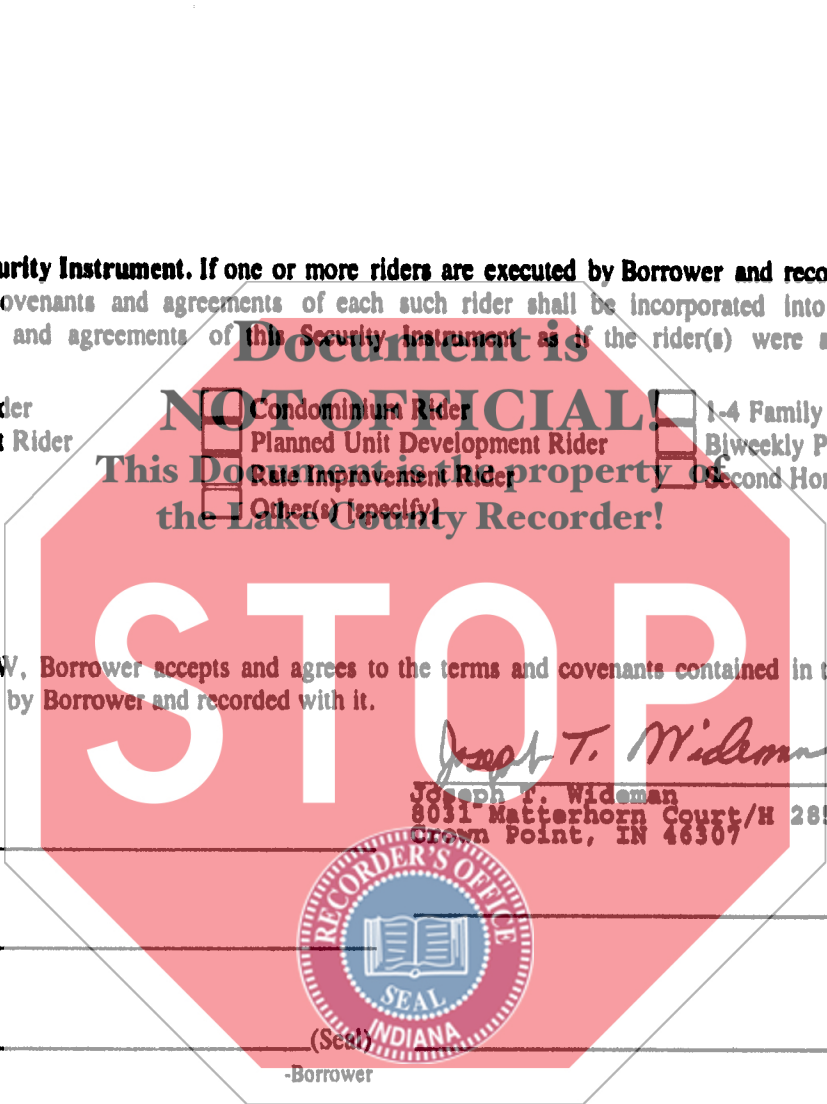 urity Instrument. If one or more riders are executed by Borrower and reco
ovenants and agreements of each such rider shall be incorporated into
and agreements of this Security Instrument as if the rider(s) were a
Document is
der Condominium Rider 1-4 Family
NOT OFFICIAL!
t Rider Planned Unit Development Rider Biweekly P
This Document is the property of
Rate Improvement Rider Second Hor
Other(s) [specify]
the Lake County Recorder!
STOP
W, Borrower accepts and agrees to the terms and covenants contained in t
by Borrower and recorded with it.
Joseph T. Wideman
Joseph T. Wideman
8031 Matterhorn Court/H 285
Crown Point, IN 46307
RECORDER'S OFFICE
SEAL
INDIANA
(Seal)
-Borrower